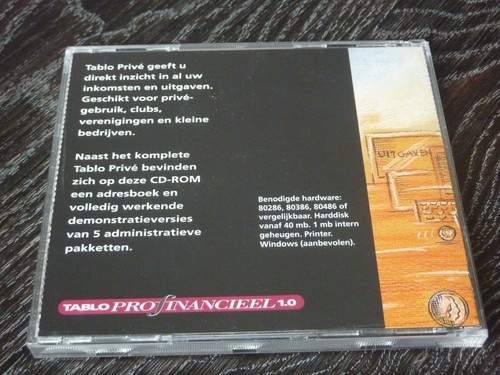 Tablo Privé geeft u
direkt inzicht in al uw
inkomsten en uitgaven.
Geschikt voor privé-
gebruik, clubs,
verenigingen en kleine
bedrijven.
Naast het komplete
Tablo Privé bevinden
zich op deze CD-ROM
een adresboek en
volledig werkende
demonstratieversies
van 5 administratieve
pakketten.
Benodigde hardware:
80286, 80386, 80486 of
vergelijkbaar. Harddisk
vanaf 40 mb. 1 mb intern
geheugen. Printer.
Windows (aanbevolen).
UITGAVEN
TABLO PRO financieel 1.0